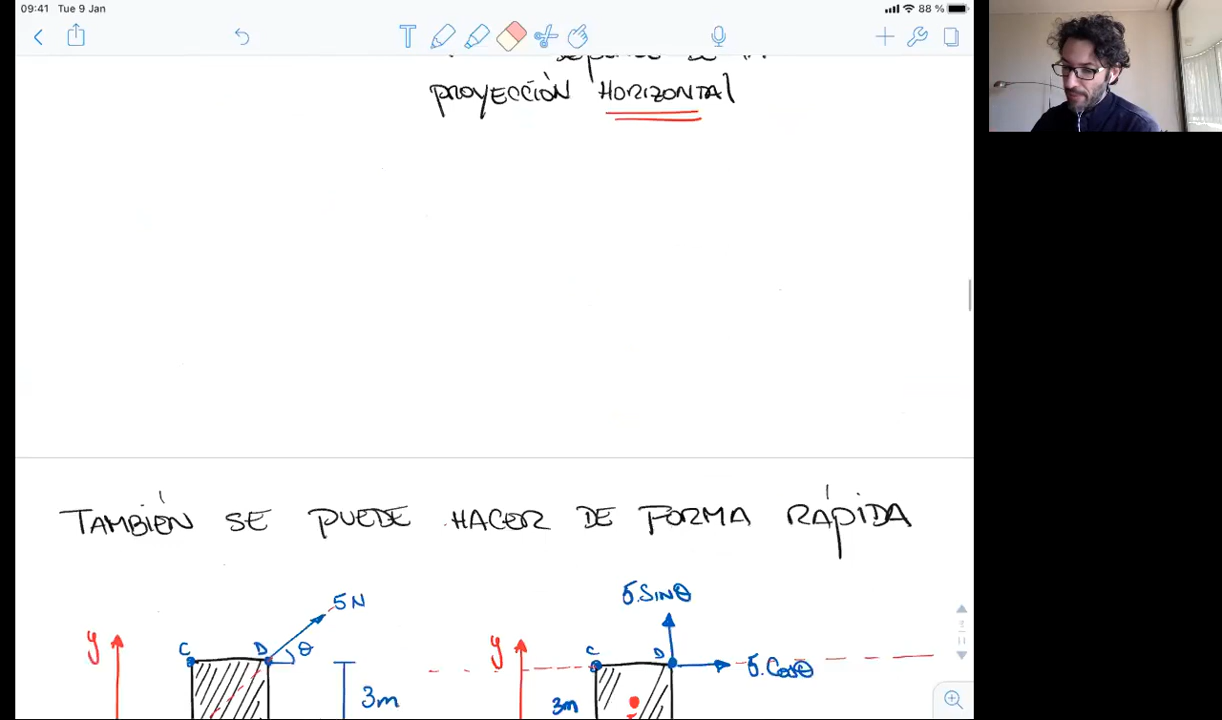 09:41 Tue 9 Jan 88 %
T
PROYECCIÓN HORIZONTAL
TAMBIÉN SE PUEDE HACER DE FORMA RÁPIDA
5.SINθ
5N
y C D θ
y C D 5.Cosθ
3m
3m